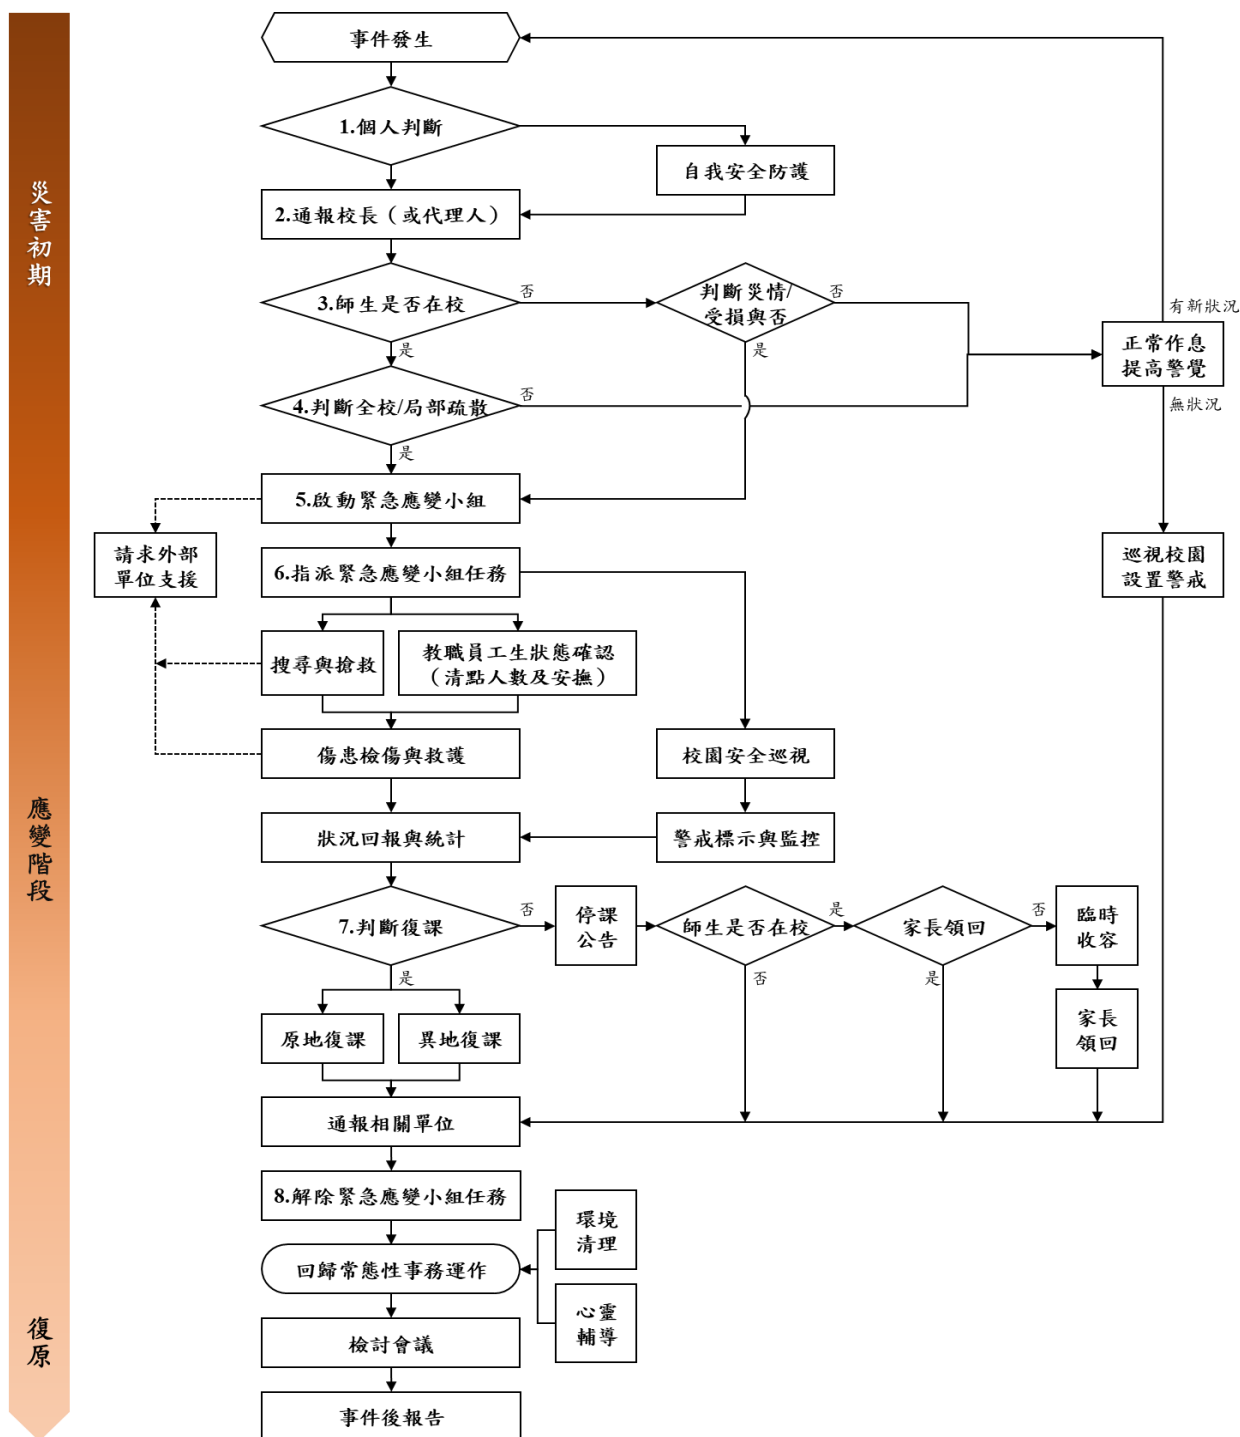 災害初期
應變階段
復原
事件發生
1.個人判斷
自我安全防護
2.通報校長（或代理人）
3.師生是否在校
否
是
判斷災情/
受損與否
否
是
有新狀況
正常作息
提高警覺
無狀況
4.判斷全校/局部疏散
否
是
5.啟動緊急應變小組
請求外部
單位支援
巡視校園
設置警戒
6.指派緊急應變小組任務
搜尋與搶救
教職員工生狀態確認
（清點人數及安撫）
傷患檢傷與救護
校園安全巡視
狀況回報與統計
警戒標示與監控
7.判斷復課
否
是
停課
公告
師生是否在校
是
否
家長領回
否
是
臨時
收容
家長
領回
原地復課
異地復課
通報相關單位
8.解除緊急應變小組任務
環境
清理
回歸常態性事務運作
心靈
輔導
檢討會議
事件後報告